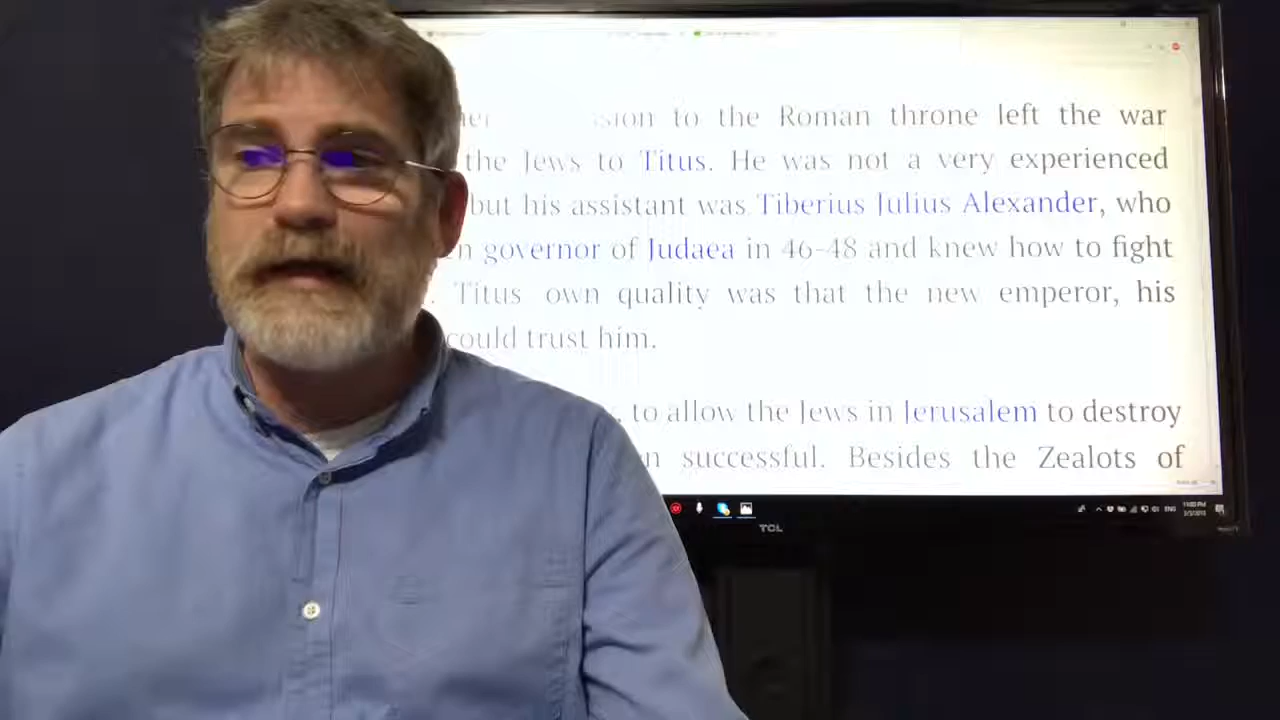 to the Roman throne left the war
the Jews to Titus. He was not a very experienced
but his assistant was Tiberius Julius Alexander, who
governor of Judaea in 46-48 and knew how to fight
. Titus own quality was that the new emperor, his
could trust him.
to allow the Jews in Jerusalem to destroy
successful. Besides the Zealots of
ENG
TCL